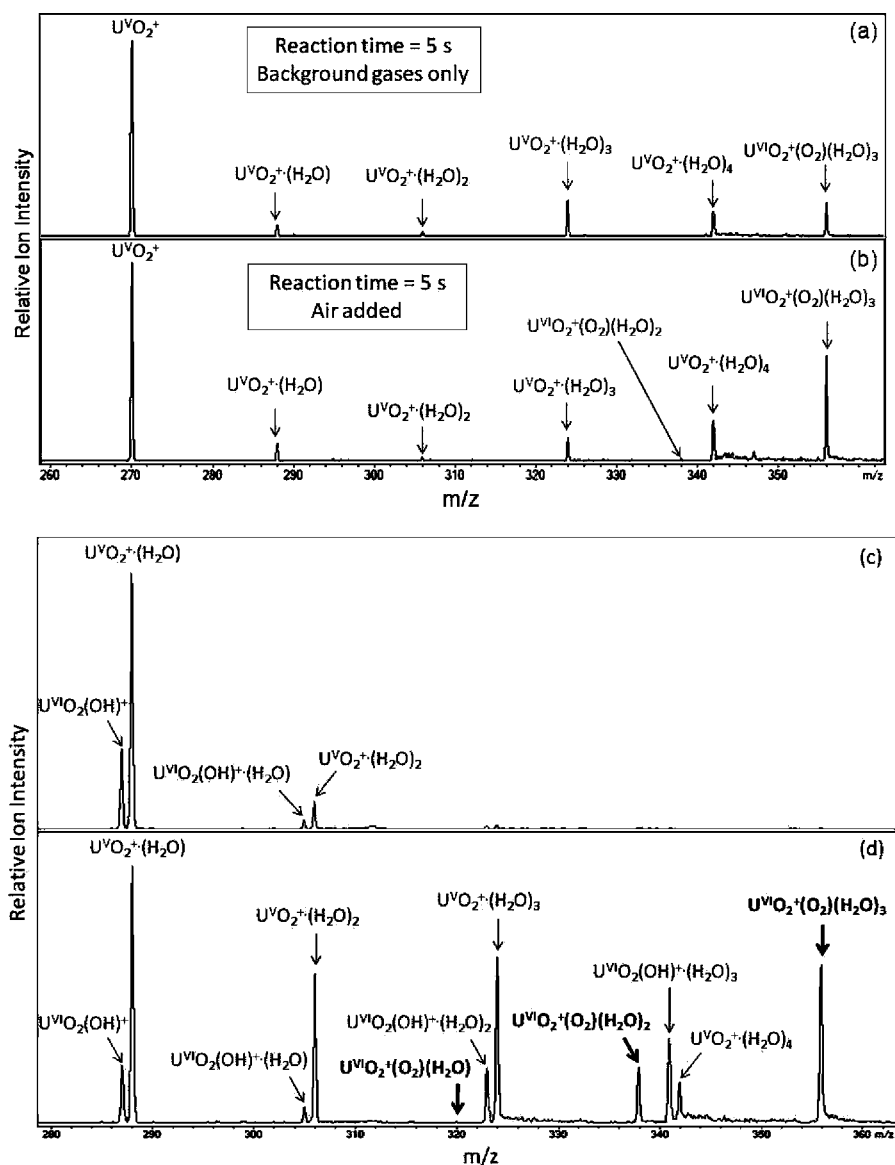 UⱽO₂⁺
Reaction time = 5 s
Background gases only
(a)
UⱽO₂⁺·(H₂O)
UⱽO₂⁺·(H₂O)₂
UⱽO₂⁺·(H₂O)₃
UⱽO₂⁺·(H₂O)₄
UⱽᴵO₂⁺(O₂)(H₂O)₃
Relative Ion Intensity
UⱽO₂⁺
Reaction time = 5 s
Air added
(b)
UⱽO₂⁺·(H₂O)
UⱽO₂⁺·(H₂O)₂
UⱽO₂⁺·(H₂O)₃
UⱽᴵO₂⁺(O₂)(H₂O)₂
UⱽO₂⁺·(H₂O)₄
UⱽᴵO₂⁺(O₂)(H₂O)₃
260 270 280 290 300 310 320 330 340 350 m/z
m/z
UⱽO₂⁺·(H₂O)
(c)
UⱽᴵO₂(OH)⁺
UⱽᴵO₂(OH)⁺·(H₂O)
UⱽO₂⁺·(H₂O)₂
Relative Ion Intensity
UⱽO₂⁺·(H₂O)
(d)
UⱽᴵO₂(OH)⁺
UⱽᴵO₂(OH)⁺·(H₂O)
UⱽO₂⁺·(H₂O)₂
UⱽᴵO₂⁺(O₂)(H₂O)
UⱽᴵO₂(OH)⁺·(H₂O)₂
UⱽO₂⁺·(H₂O)₃
UⱽᴵO₂⁺(O₂)(H₂O)₂
UⱽᴵO₂(OH)⁺·(H₂O)₃
UⱽO₂⁺·(H₂O)₄
UⱽᴵO₂⁺(O₂)(H₂O)₃
280 290 300 310 320 330 340 350 360 m/z
m/z